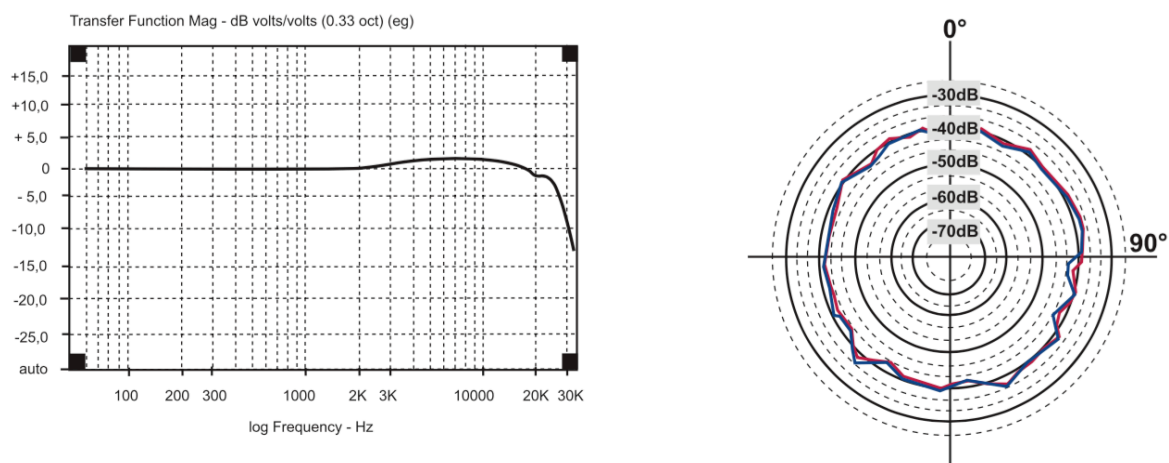 Transfer Function Mag - dB volts/volts (0.33 oct) (eg)
+15,0
+10,0
+ 5,0
0
- 5,0
-10,0
-15,0
-20,0
-25,0
auto
100 200 300 1000 2K 3K 10000 20K 30K
log Frequency - Hz
0°
-30dB
-40dB
-50dB
-60dB
-70dB
90°